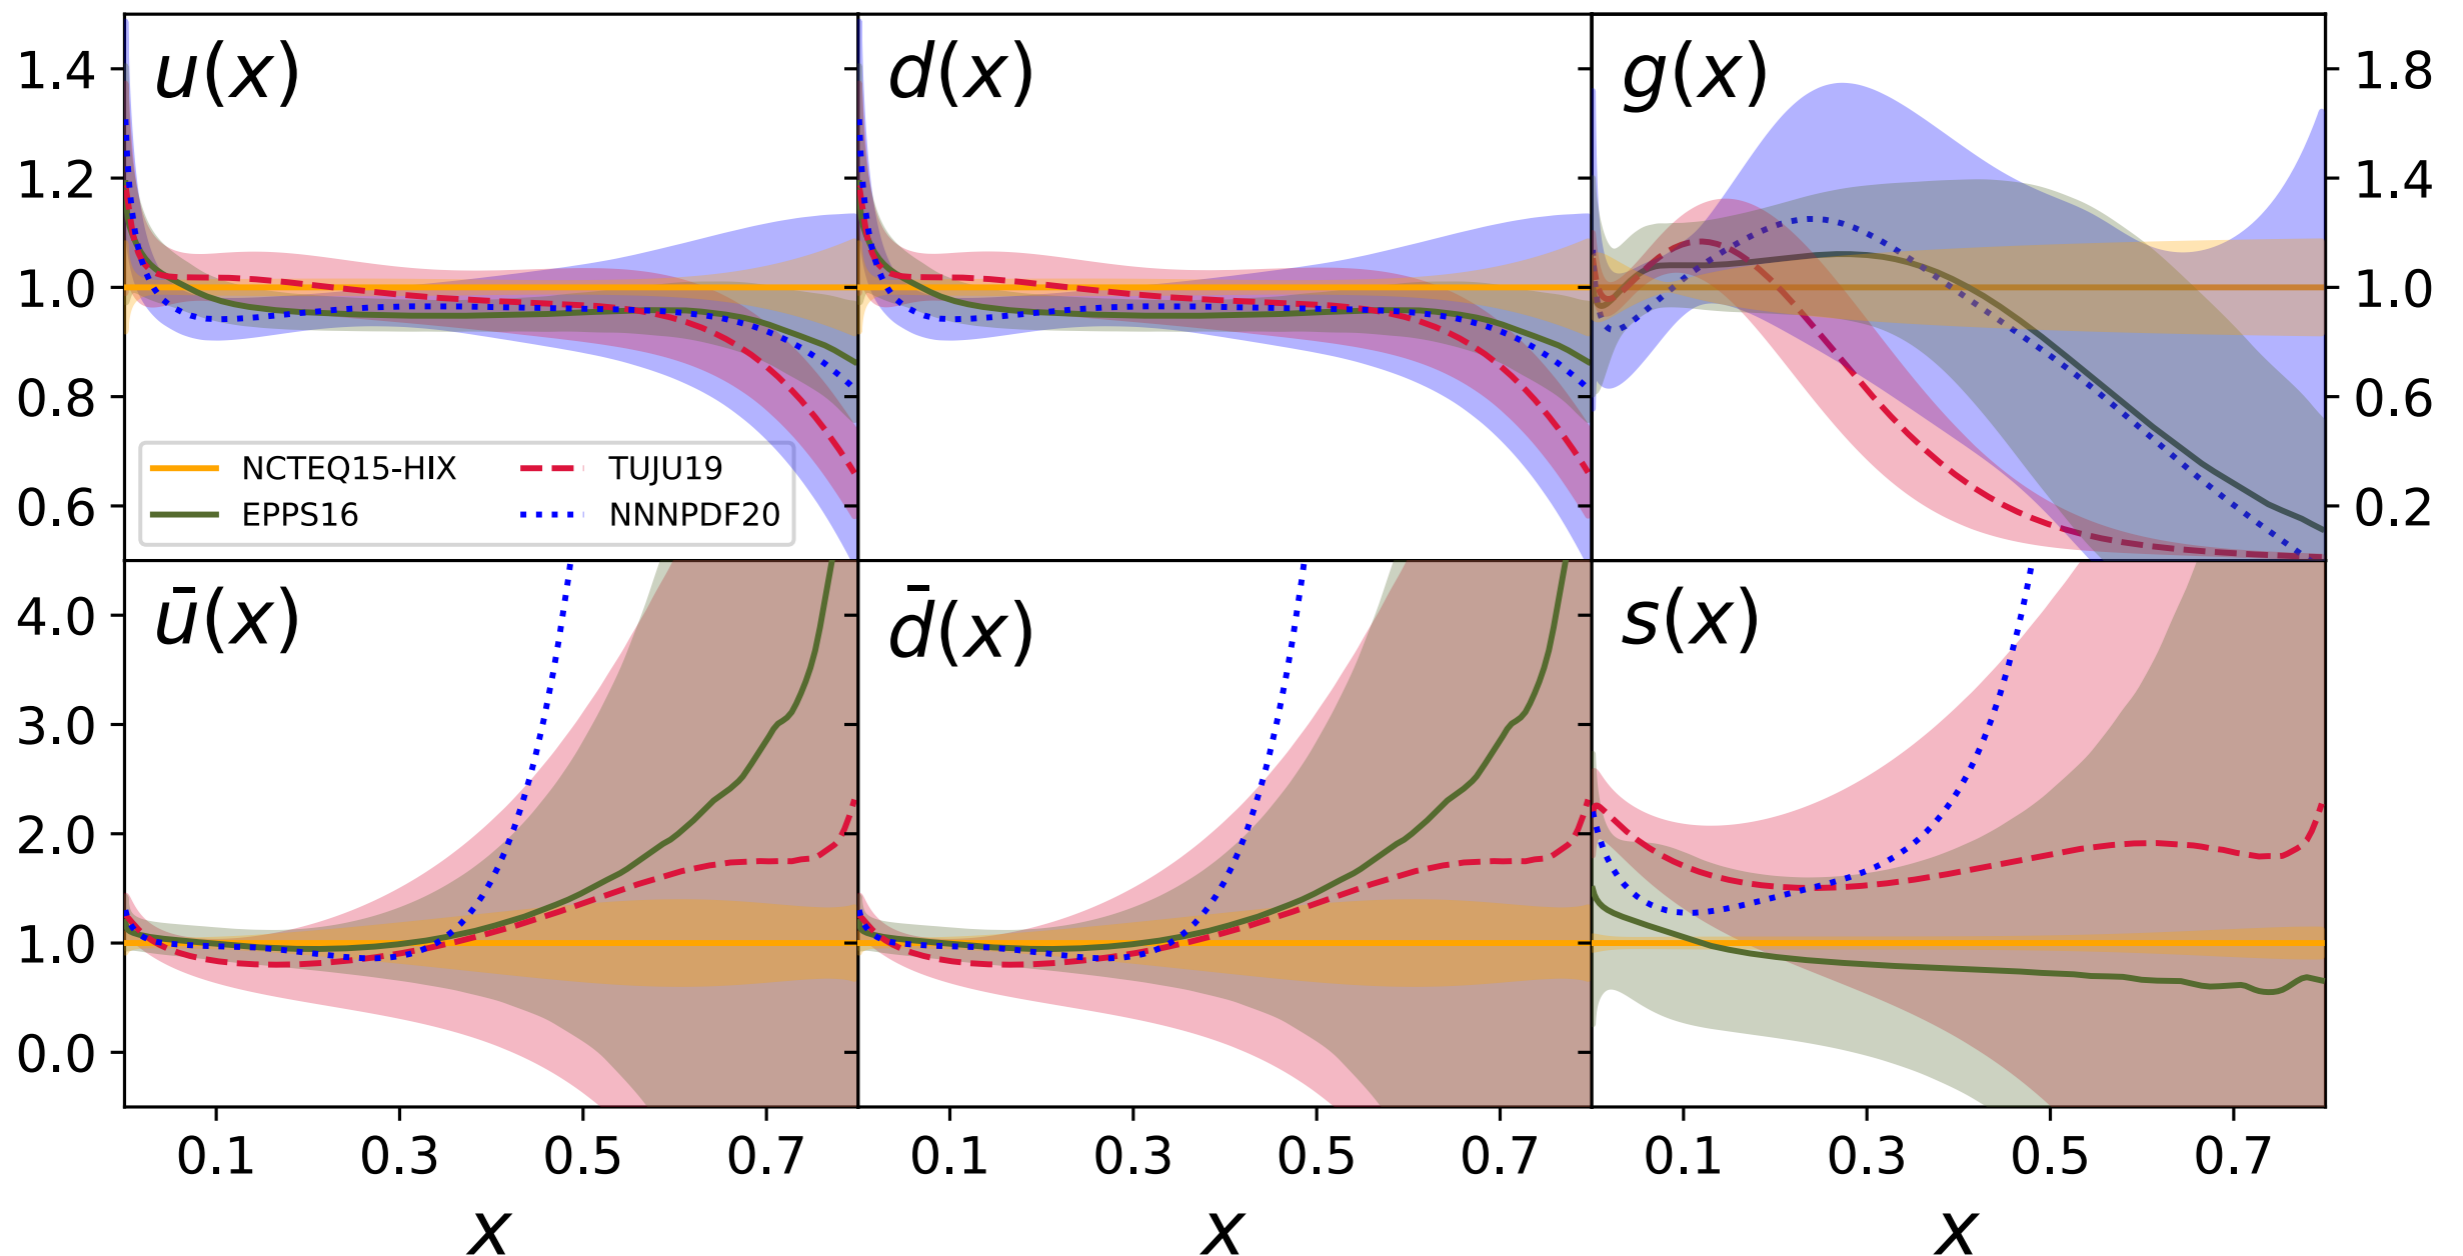 u(x)
d(x)
g(x)
1.4
1.2
1.0
0.8
0.6
1.8
1.4
1.0
0.6
0.2
NCTEQ15-HIX
EPPS16
TUJU19
NNNPDF20
ū(x)
d̄(x)
s(x)
4.0
3.0
2.0
1.0
0.0
0.1 0.3 0.5 0.7
0.1 0.3 0.5 0.7
0.1 0.3 0.5 0.7
x
x
x